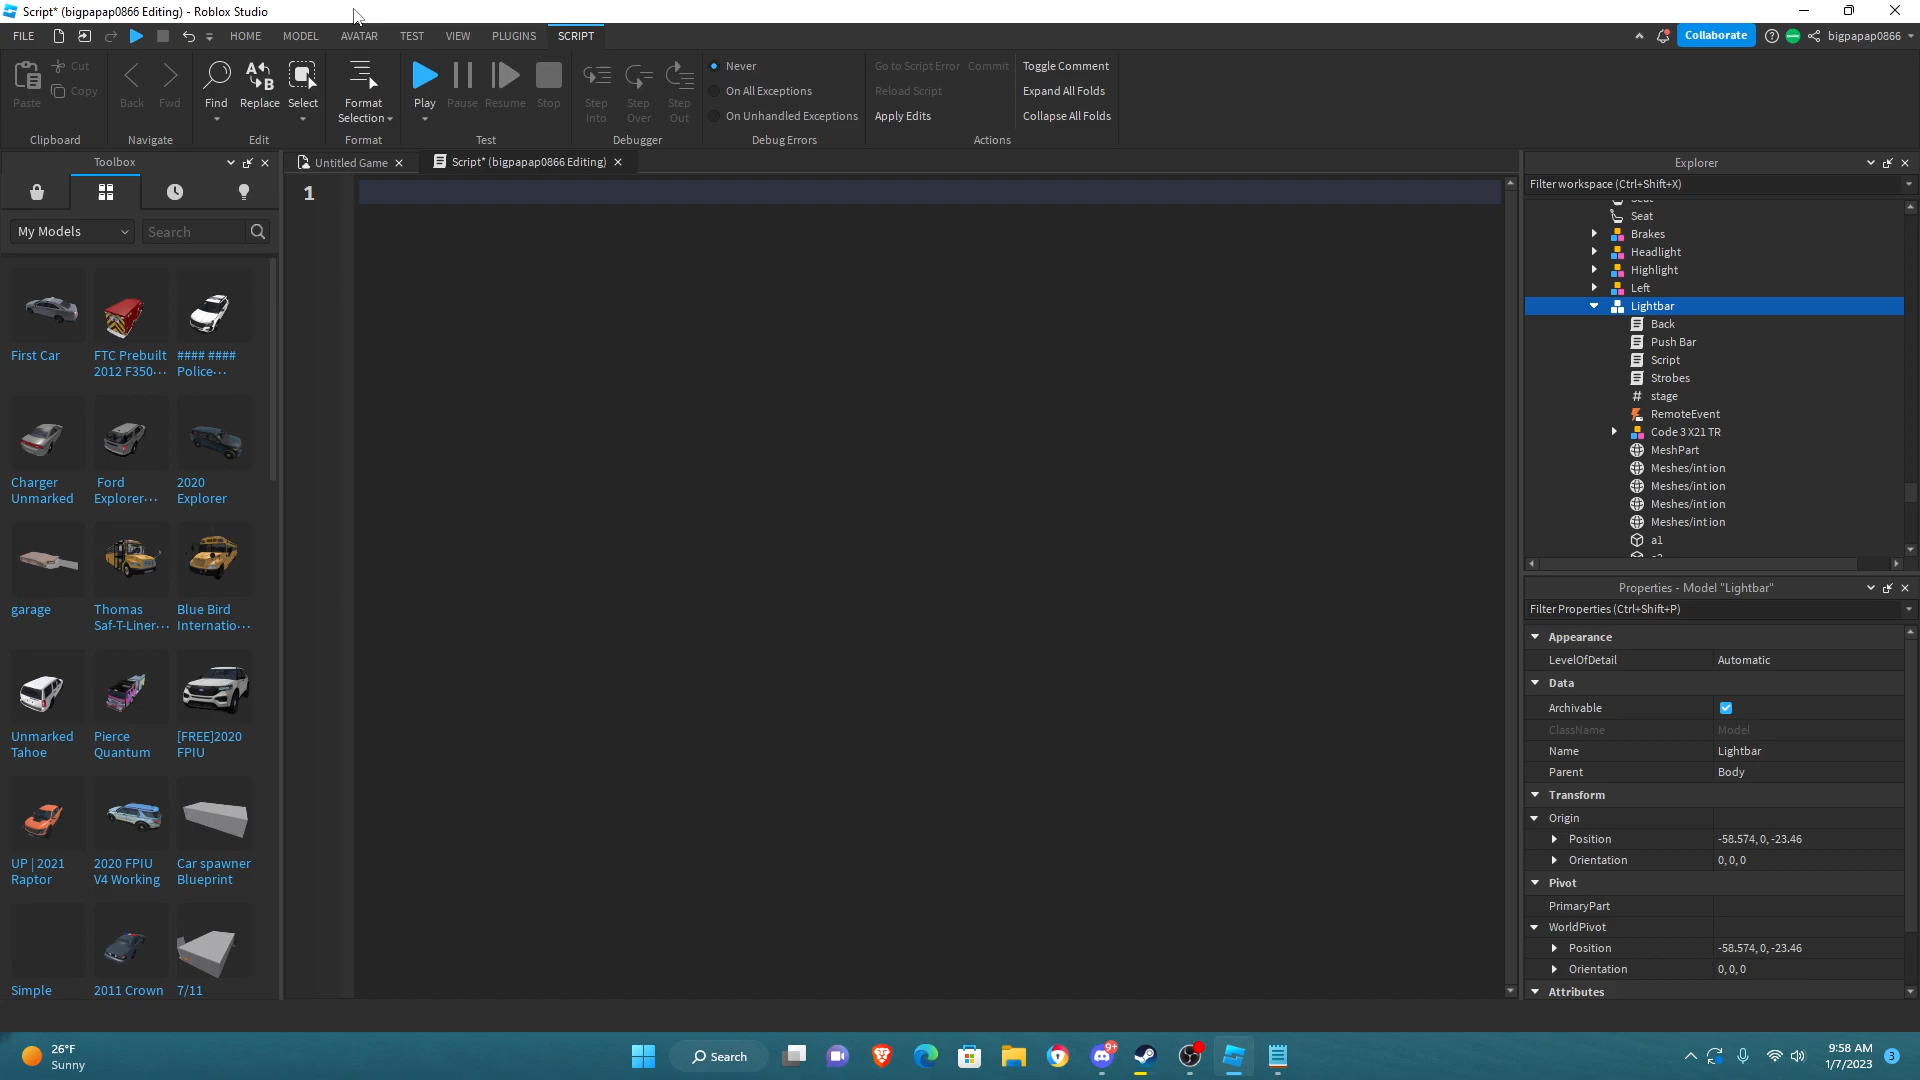 Script* (bigpapap0866 Editing) - Roblox Studio
FILE HOME MODEL AVATAR TEST VIEW PLUGINS SCRIPT
Collaborate bigpapap0866
Paste Cut Copy
Clipboard
Back Fwd
Navigate
Find Replace Select
Edit
Format Selection
Format
Play Pause Resume Stop
Test
Step Into Step Over Step Out
Debugger
Never
On All Exceptions
On Unhandled Exceptions
Debug Errors
Go to Script Error Commit
Reload Script
Apply Edits
Toggle Comment
Expand All Folds
Collapse All Folds
Actions
Toolbox
My Models Search
First Car
FTC Prebuilt
2012 F350···
#### ####
Police···
Charger
Unmarked
Ford
Explorer···
2020
Explorer
garage
Thomas
Saf-T-Liner···
Blue Bird
Internatio···
Unmarked
Tahoe
Pierce
Quantum
[FREE]2020
FPIU
UP | 2021
Raptor
2020 FPIU
V4 Working
Car spawner
Blueprint
Simple
2011 Crown
7/11
Untitled Game
Script* (bigpapap0866 Editing)
1
Explorer
Filter workspace (Ctrl+Shift+X)
Seat
Brakes
Headlight
Highlight
Left
Lightbar
Back
Push Bar
Script
Strobes
# stage
RemoteEvent
Code 3 X21 TR
MeshPart
Meshes/int ion
Meshes/int ion
Meshes/int ion
Meshes/int ion
a1
Properties - Model "Lightbar"
Filter Properties (Ctrl+Shift+P)
Appearance
LevelOfDetail Automatic
Data
Archivable
ClassName Model
Name Lightbar
Parent Body
Transform
Origin
Position -58.574, 0, -23.46
Orientation 0, 0, 0
Pivot
PrimaryPart
WorldPivot
Position -58.574, 0, -23.46
Orientation 0, 0, 0
Attributes
26°F
Sunny
Search
9+
9:58 AM
1/7/2023
3